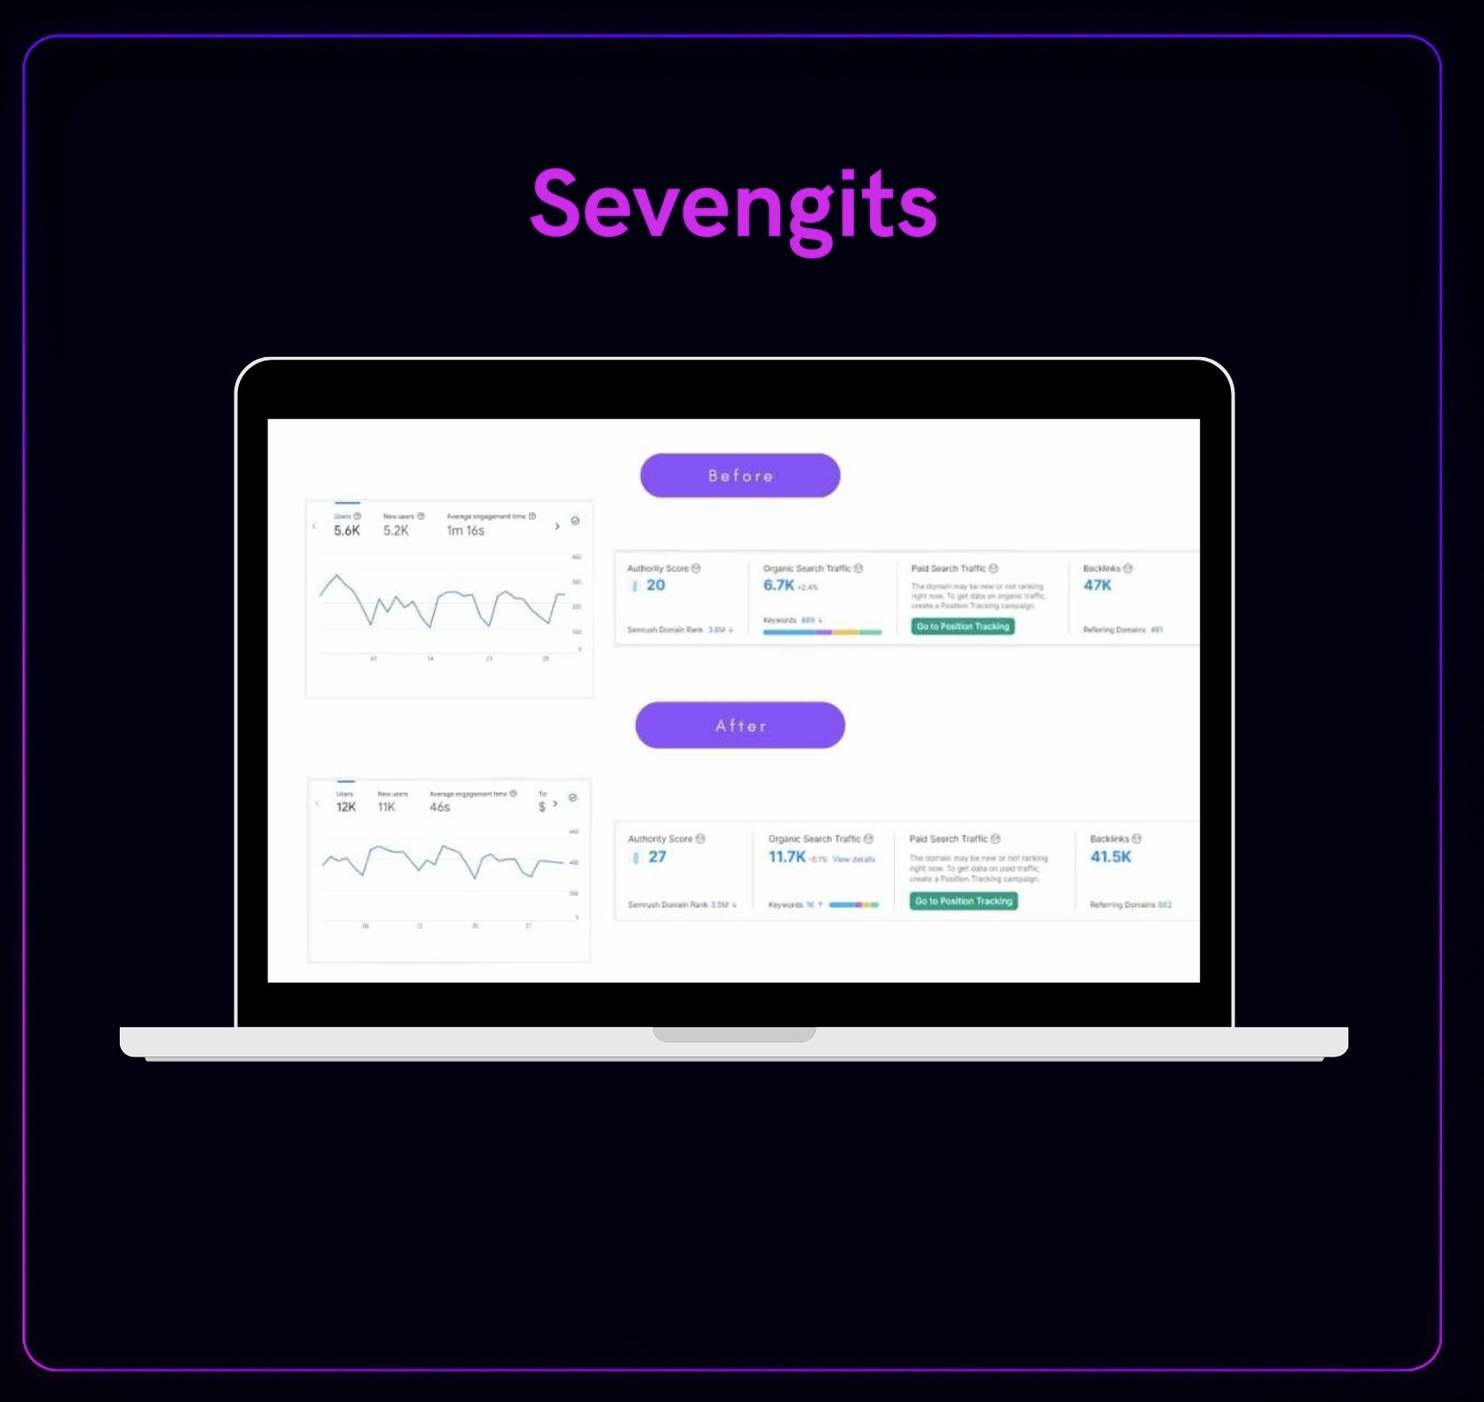 Sevengits
Before
Users New users Average engagement time
5.6K 5.2K 1m 16s
07 14 21
0
Authority Score
20
Semrush Domain Rank 3.8M ↓
Organic Search Traffic
6.7K +2.4%
Keywords ↓
Paid Search Traffic
The domain may be new or not ranking
right now. To get data on organic traffic,
create a Position Tracking campaign.
Go to Position Tracking
Backlinks
47K
Referring Domains 491
After
Users New users Average engagement time
12K 11K 46s $
0
Authority Score
27
Semrush Domain Rank 3.5M ↓
Organic Search Traffic
11.7K -0.1% View details
Keywords 1K ↑
Paid Search Traffic
The domain may be new or not ranking
right now. To get data on paid traffic,
create a Position Tracking campaign.
Go to Position Tracking
Backlinks
41.5K
Referring Domains